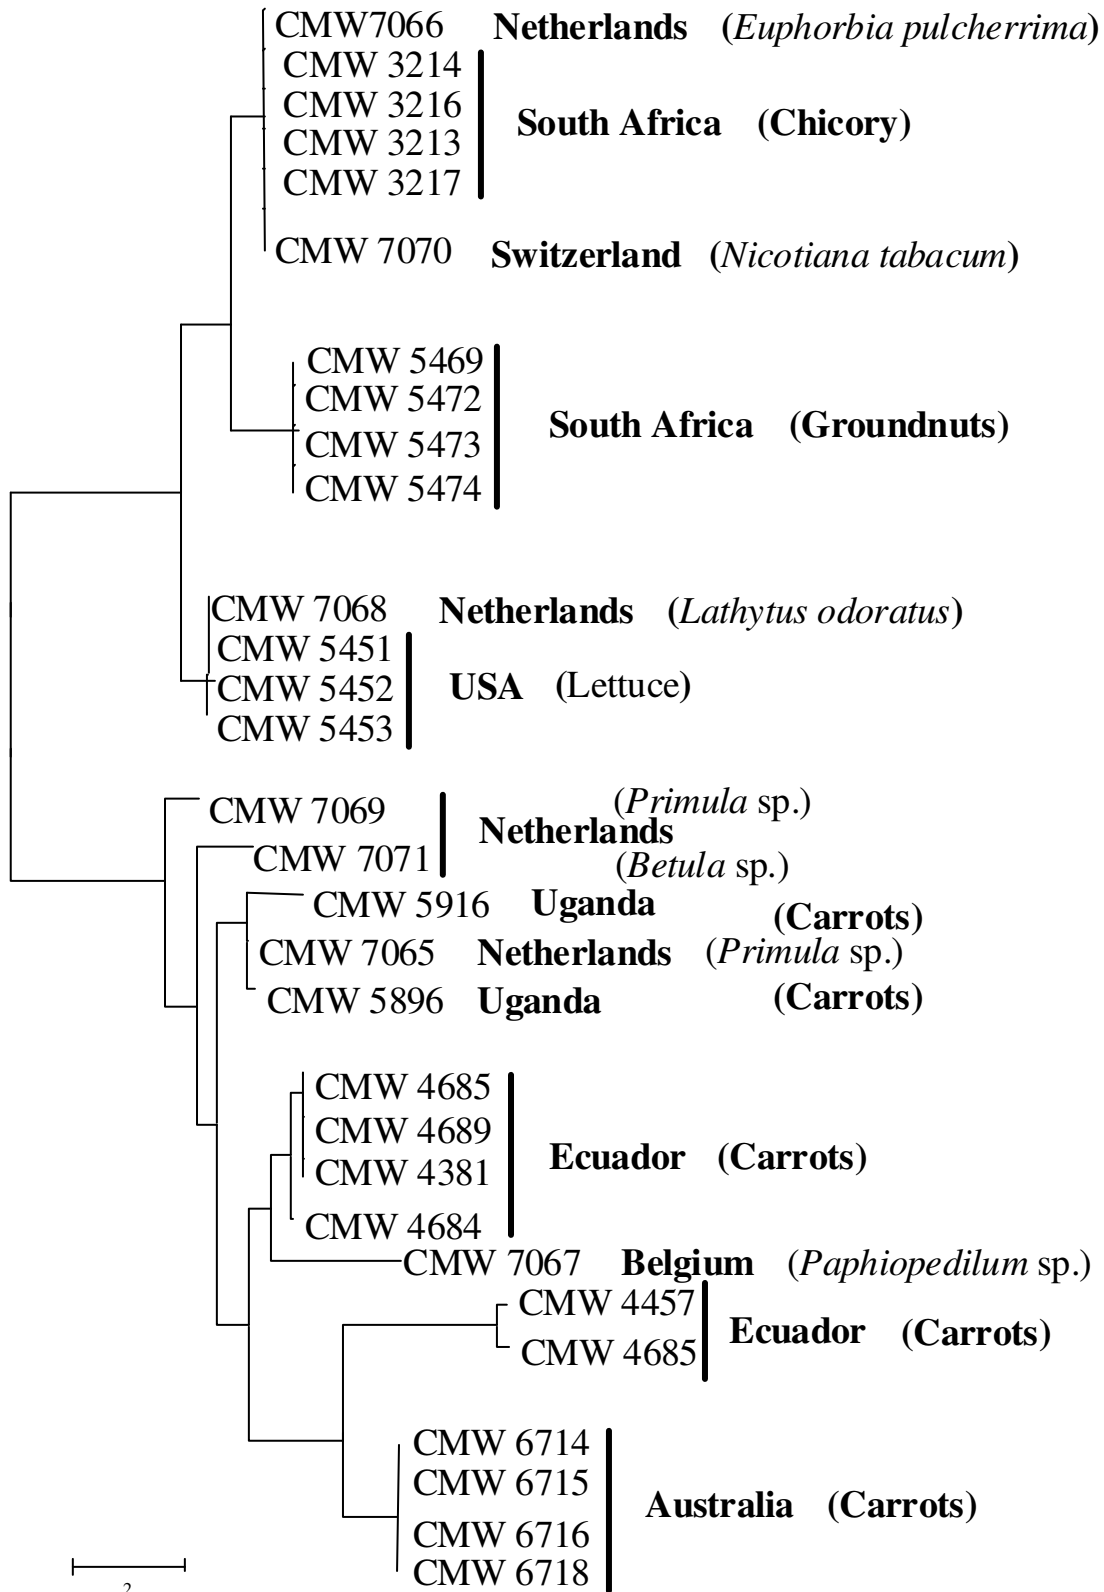 CMW7066 Netherlands (Euphorbia pulcherrima)
CMW 3214
CMW 3216
South Africa (Chicory)
CMW 3213
CMW 3217
CMW 7070 Switzerland (Nicotiana tabacum)
CMW 5469
CMW 5472
South Africa (Groundnuts)
CMW 5473
CMW 5474
CMW 7068 Netherlands (Lathytus odoratus)
CMW 5451
CMW 5452
USA (Lettuce)
CMW 5453
CMW 7069 (Primula sp.)
Netherlands
CMW 7071 (Betula sp.)
CMW 5916 Uganda (Carrots)
CMW 7065 Netherlands (Primula sp.)
CMW 5896 Uganda (Carrots)
CMW 4685
CMW 4689
Ecuador (Carrots)
CMW 4381
CMW 4684
CMW 7067 Belgium (Paphiopedilum sp.)
CMW 4457
Ecuador (Carrots)
CMW 4685
CMW 6714
CMW 6715
Australia (Carrots)
CMW 6716
CMW 6718
2